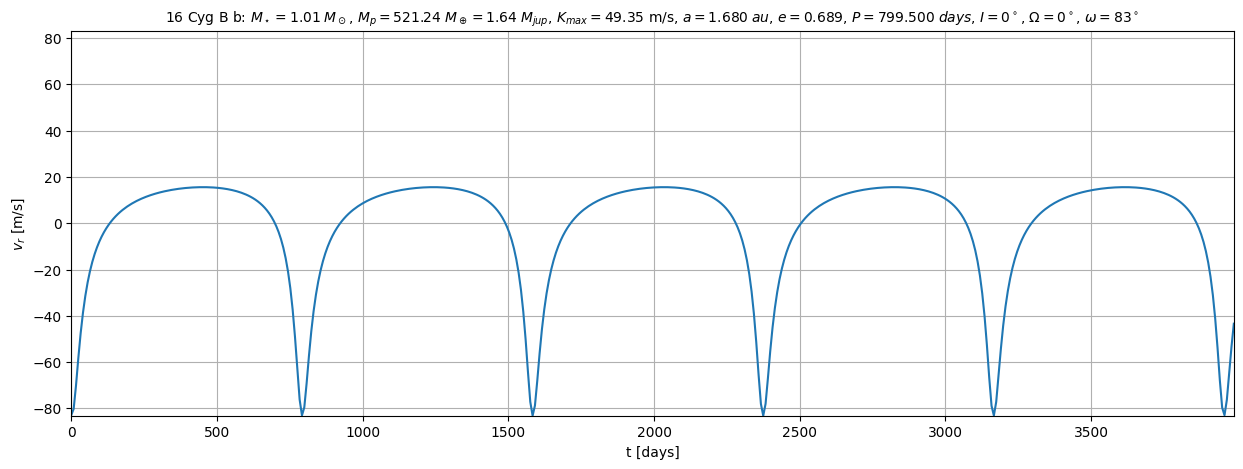 16 Cyg B b: M⋆ = 1.01 M⊙, Mp = 521.24 M⊕ = 1.64 Mjup, Kmax = 49.35 m/s, a = 1.680 au, e = 0.689, P = 799.500 days, I = 0°, Ω = 0°, ω = 83°
80
60
40
20
0
−20
−40
−60
−80
vr [m/s]
0 500 1000 1500 2000 2500 3000 3500
t [days]